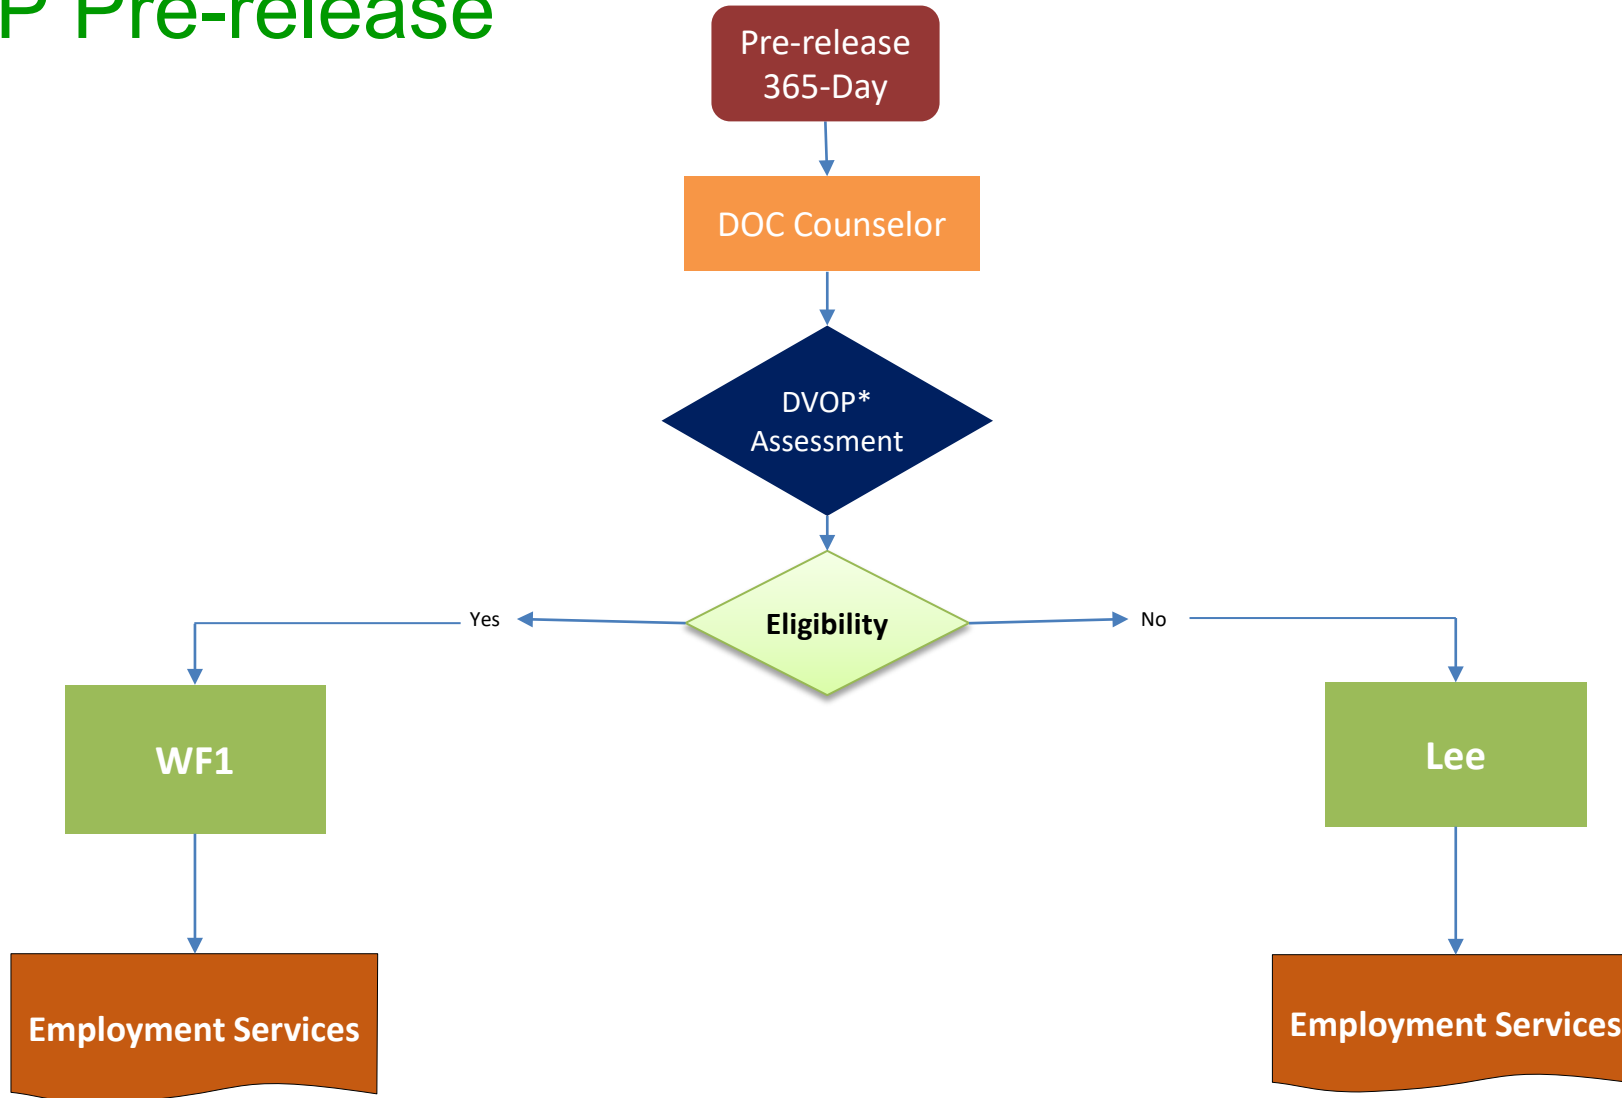 P Pre-release
Pre-release
365-Day
DOC Counselor
DVOP*
Assessment
Eligibility
Yes
No
WF1
Lee
Employment Services
Employment Services